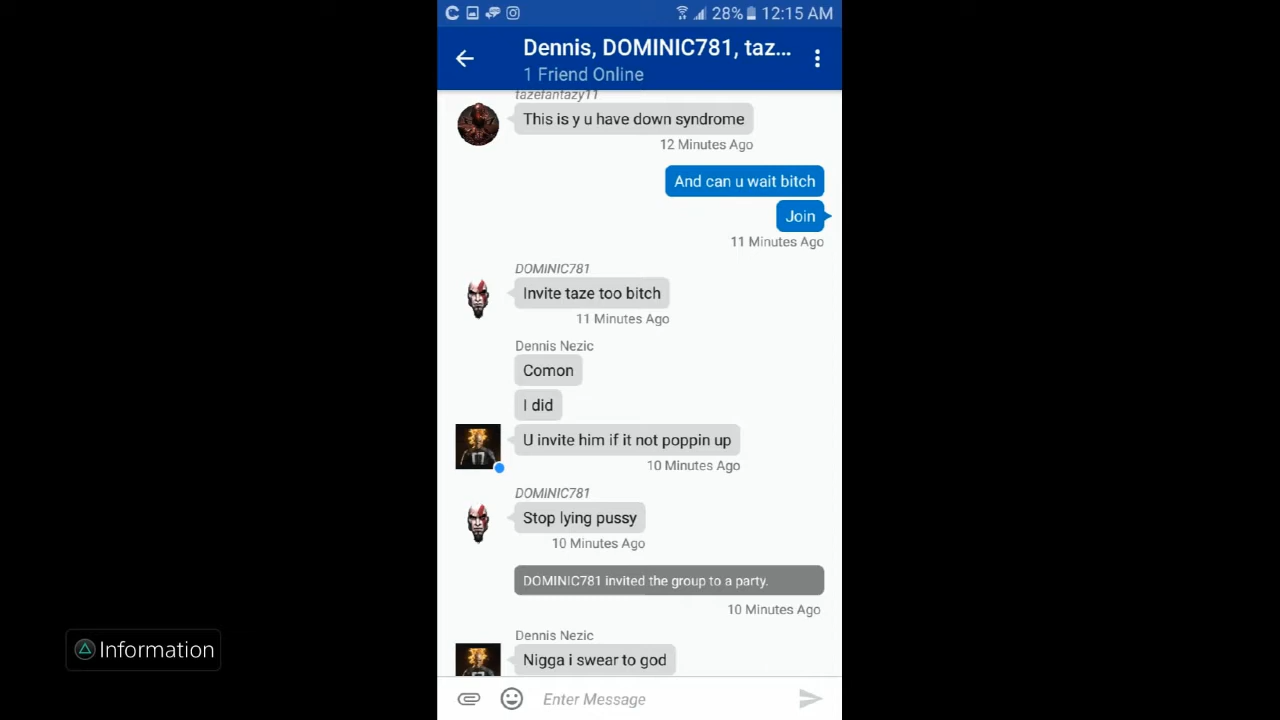 28% 12:15 AM
Dennis, DOMINIC781, taz...
1 Friend Online
tazefantazy11
This is y u have down syndrome
12 Minutes Ago
And can u wait bitch
Join
11 Minutes Ago
DOMINIC781
Invite taze too bitch
11 Minutes Ago
Dennis Nezic
Comon
I did
U invite him if it not poppin up
10 Minutes Ago
DOMINIC781
Stop lying pussy
10 Minutes Ago
DOMINIC781 invited the group to a party.
10 Minutes Ago
Dennis Nezic
Nigga i swear to god
Enter Message
Information